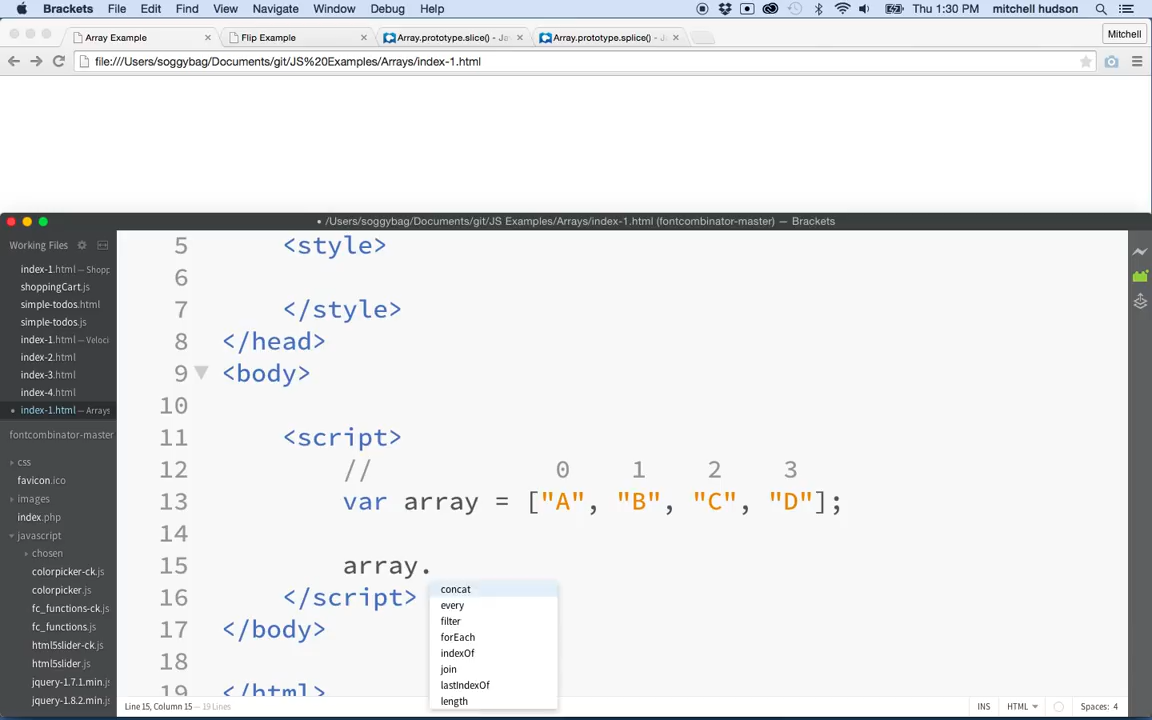 Brackets File Edit Find View Navigate Window Debug Help Thu 1:30 PM mitchell hudson
Array Example Flip Example Array.prototype.slice() - Ja Array.prototype.splice() - J Mitchell
file:///Users/soggybag/Documents/git/JS%20Examples/Arrays/index-1.html
• /Users/soggybag/Documents/git/JS Examples/Arrays/index-1.html (fontcombinator-master) — Brackets
Working Files
index-1.html — Shopp
shoppingCart.js
simple-todos.html
simple-todos.js
index-1.html — Veloci
index-2.html
index-3.html
index-4.html
• index-1.html — Arrays
fontcombinator-master
css
favicon.ico
images
index.php
javascript
chosen
colorpicker-ck.js
colorpicker.js
fc_functions-ck.js
fc_functions.js
html5slider-ck.js
html5slider.js
jquery-1.7.1.min.j
jquery-1.8.2.min.j
5 <style>
6
7 </style>
8 </head>
9 <body>
10
11 <script>
12 // 0 1 2 3
13 var array = ["A", "B", "C", "D"];
14
15 array.
16 </script>
17 </body>
18
19 </html>
concat
every
filter
forEach
indexOf
join
lastIndexOf
length
Line 15, Column 15 — 19 Lines INS HTML Spaces: 4